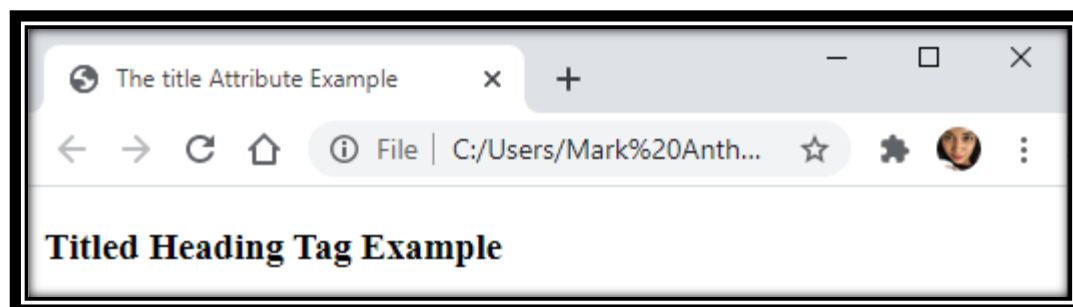 The title Attribute Example
File | C:/Users/Mark%20Anth...
Titled Heading Tag Example